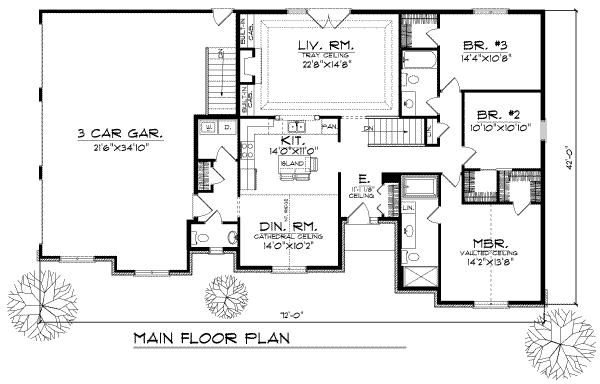 BUILT-IN
CAB.
LIV. RM.
TRAY CEILING
22'8"X14'8"
BR. #3
14'4"X10'8"
DN
BUILT-IN
CAB.
3 CAR GAR.
21'6"X34'10"
W.
D.
KIT.
14'0"X11'0"
ISLAND
PAN.
DN
LIN.
BR. #2
10'10"X10'10"
42'-0"
E.
11'-1 1/8"
CEILING
DIN. RM.
CATHEDRAL CEILING
14'0"X10'2"
LIN.
MBR.
VAULTED CEILING
14'2"X13'8"
72'-0"
MAIN FLOOR PLAN